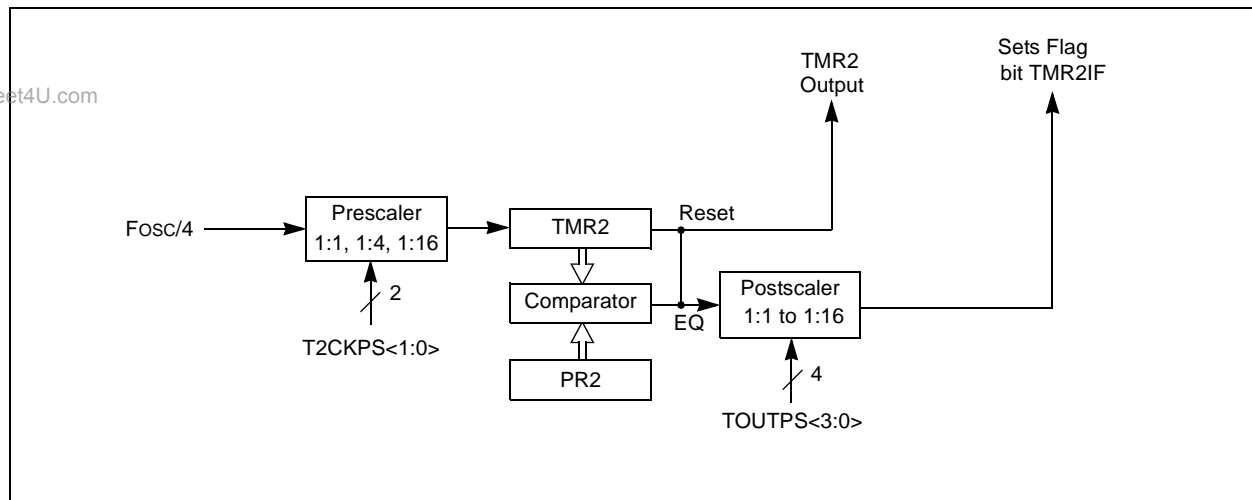 TMR2
Output
Sets Flag
bit TMR2IF
eet4U.com
FOSC/4
Prescaler
1:1, 1:4, 1:16
TMR2
Reset
2
Comparator
EQ
Postscaler
1:1 to 1:16
T2CKPS<1:0>
PR2
4
TOUTPS<3:0>